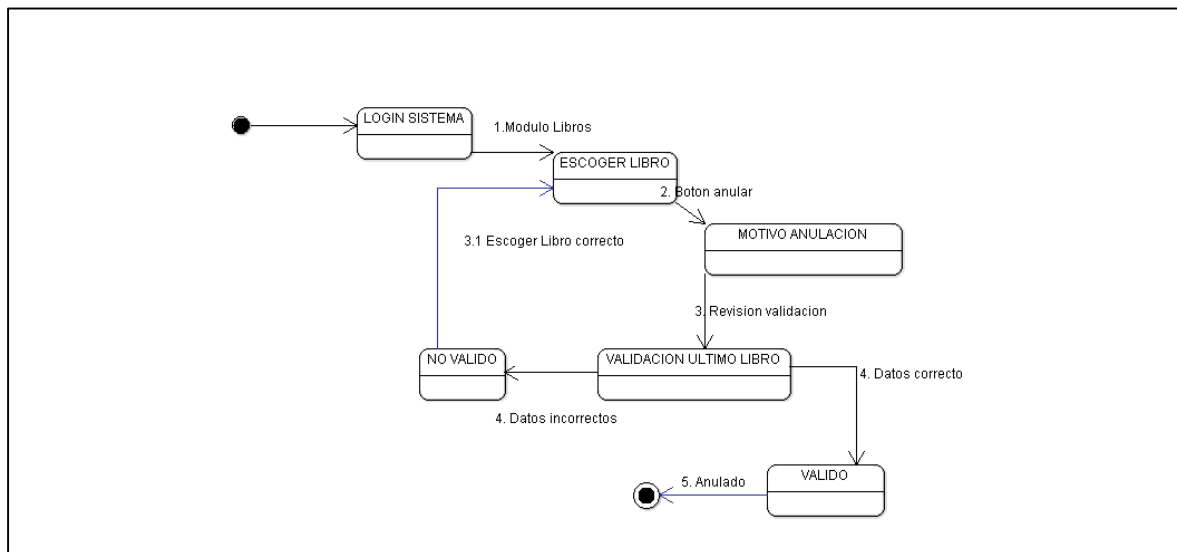 LOGIN SISTEMA
1.Modulo Libros
ESCOGER LIBRO
2. Boton anular
MOTIVO ANULACION
3.1 Escoger Libro correcto
3. Revision validacion
NO VALIDO
VALIDACION ULTIMO LIBRO
4. Datos correcto
4. Datos incorrectos
VALIDO
5. Anulado